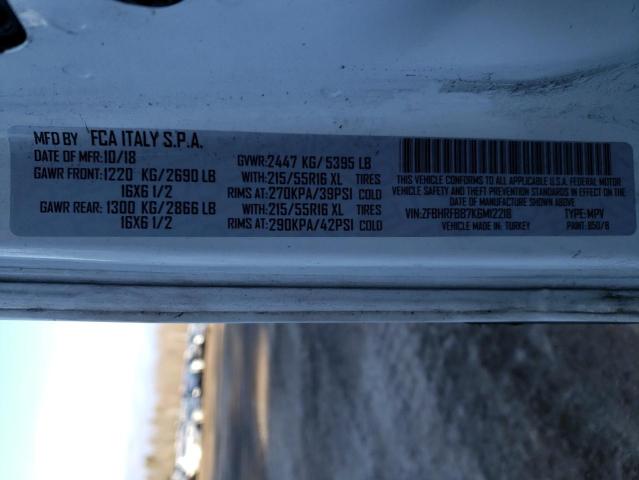 MFD BY FCA ITALY S.P.A.
DATE OF MFR:10/18 GVWR:2447 KG/5395 LB
GAWR FRONT:1220 KG/2690 LB WITH:215/55R16 XL TIRES
16X6 1/2 RIMS AT:270KPA/39PSI COLD
GAWR REAR: 1300 KG/2866 LB WITH:215/55R16 XL TIRES
16X6 1/2 RIMS AT:290KPA/42PSI COLD
THIS VEHICLE CONFORMS TO ALL APPLICABLE U.S.A. FEDERAL MOTOR
VEHICLE SAFETY AND THEFT PREVENTION STANDARDS IN EFFECT ON THE
DATE OF MANUFACTURE SHOWN ABOVE
VIN:ZFBHRFBB7K6M12218 TYPE:MPV
MADE IN: TURKEY PAINT: 850/B